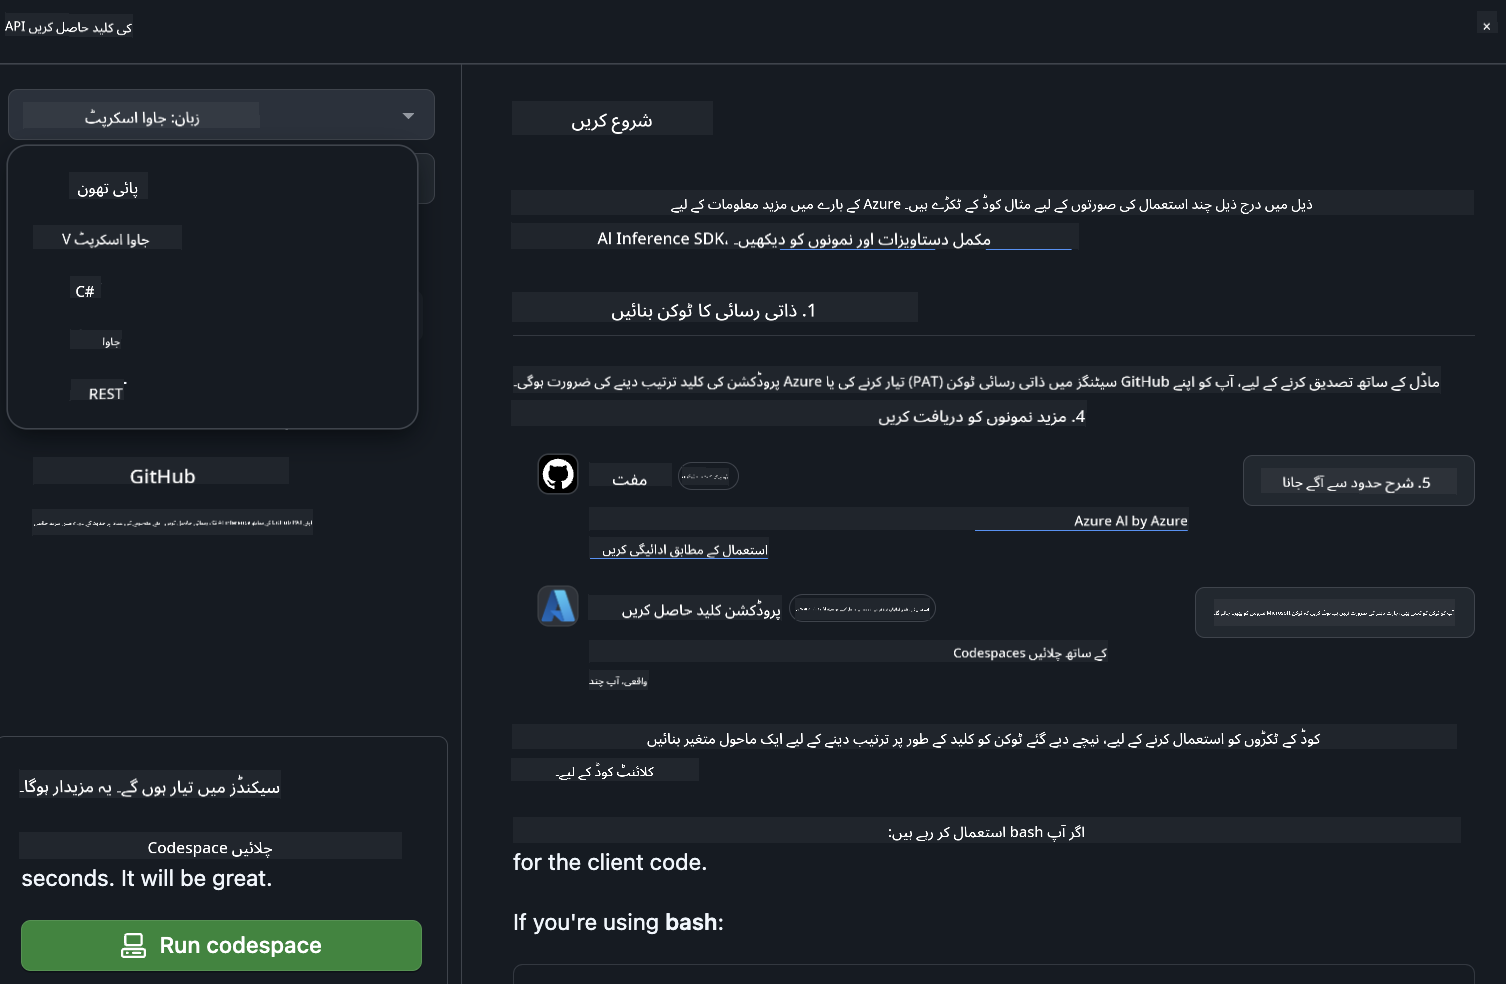 API کی کلید حاصل کریں
×
زبان: جاوا اسکرپٹ
پائی تھون
جاوا اسکرپٹ V
C#
جاوا
REST
GitHub
سیکنڈز میں تیار ہوں گے۔ یہ مزیدار ہوگا۔
Codespace چلائیں
seconds. It will be great.
Run codespace
شروع کریں
ذیل میں درج ذیل چند استعمال کی صورتوں کے لیے مثال کوڈ کے ٹکڑے ہیں۔ Azure کے بارے میں مزید معلومات کے لیے
AI Inference SDK، مکمل دستاویزات اور نمونوں کو دیکھیں۔
1. ذاتی رسائی کا ٹوکن بنائیں
ماڈل کے ساتھ تصدیق کرنے کے لیے، آپ کو اپنے GitHub سیٹنگز میں ذاتی رسائی ٹوکن (PAT) تیار کرنے کی یا Azure پروڈکشن کی کلید ترتیب دینے کی ضرورت ہوگی۔
4. مزید نمونوں کو دریافت کریں
مفت
5. شرح حدود سے آگے جانا
Azure AI by Azure
استعمال کے مطابق ادائیگی کریں
پروڈکشن کلید حاصل کریں
Codespaces کے ساتھ چلائیں
واقعی، آپ چند
کوڈ کے ٹکڑوں کو استعمال کرنے کے لیے، نیچے دیے گئے ٹوکن کو کلید کے طور پر ترتیب دینے کے لیے ایک ماحول متغیر بنائیں
کلائنٹ کوڈ کے لیے۔
اگر آپ bash استعمال کر رہے ہیں:
for the client code.
If you're using bash: